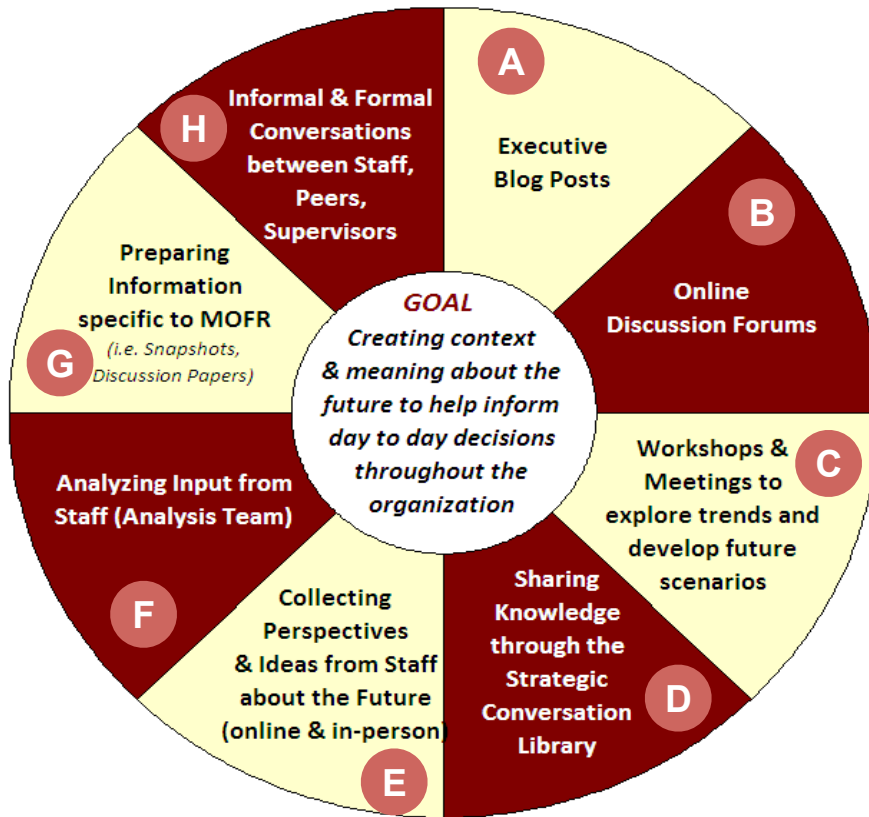 A
Executive
Blog Posts
B
Online
Discussion Forums
C
Workshops &
Meetings to
explore trends and
develop future
scenarios
D
Sharing
Knowledge
through the
Strategic
Conversation
Library
E
Collecting
Perspectives
& Ideas from Staff
about the Future
(online & in-person)
F
Analyzing Input from
Staff (Analysis Team)
G
Preparing
Information
specific to MOFR
(i.e. Snapshots,
Discussion Papers)
H
Informal & Formal
Conversations
between Staff,
Peers,
Supervisors
GOAL
Creating context
& meaning about the
future to help inform
day to day decisions
throughout the
organization